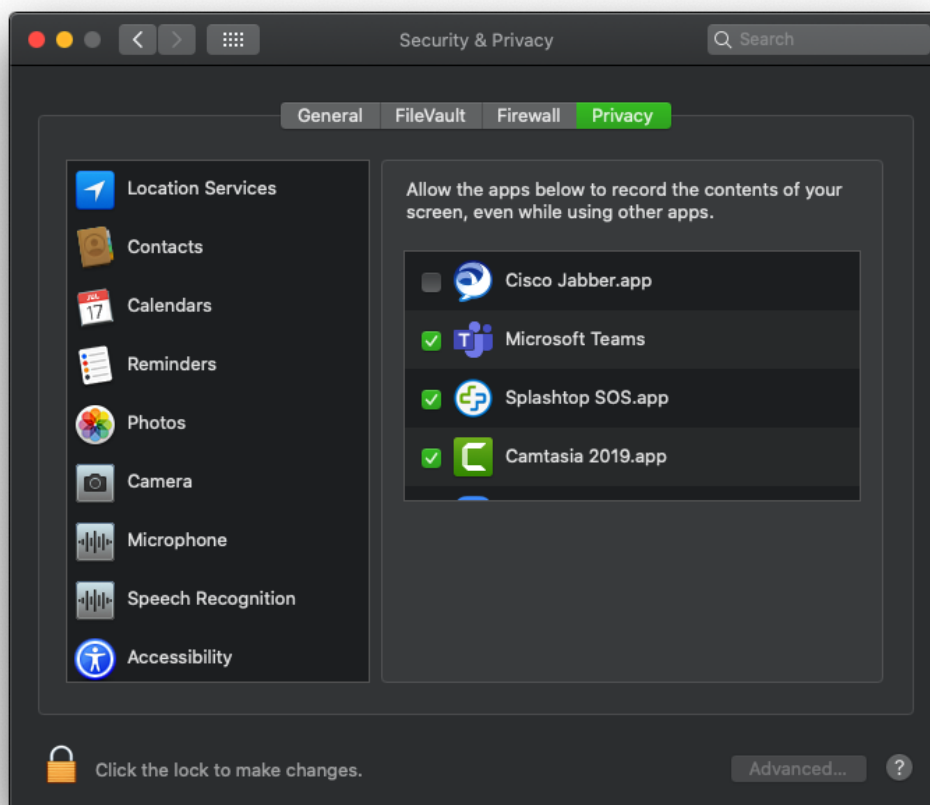 Security & Privacy
Search
General
FileVault
Firewall
Privacy
Location Services
Contacts
JUL
17
Calendars
Reminders
Photos
Camera
Microphone
Speech Recognition
Accessibility
Allow the apps below to record the contents of your
screen, even while using other apps.
Cisco Jabber.app
T
Microsoft Teams
Splashtop SOS.app
C
Camtasia 2019.app
Click the lock to make changes.
Advanced...
?